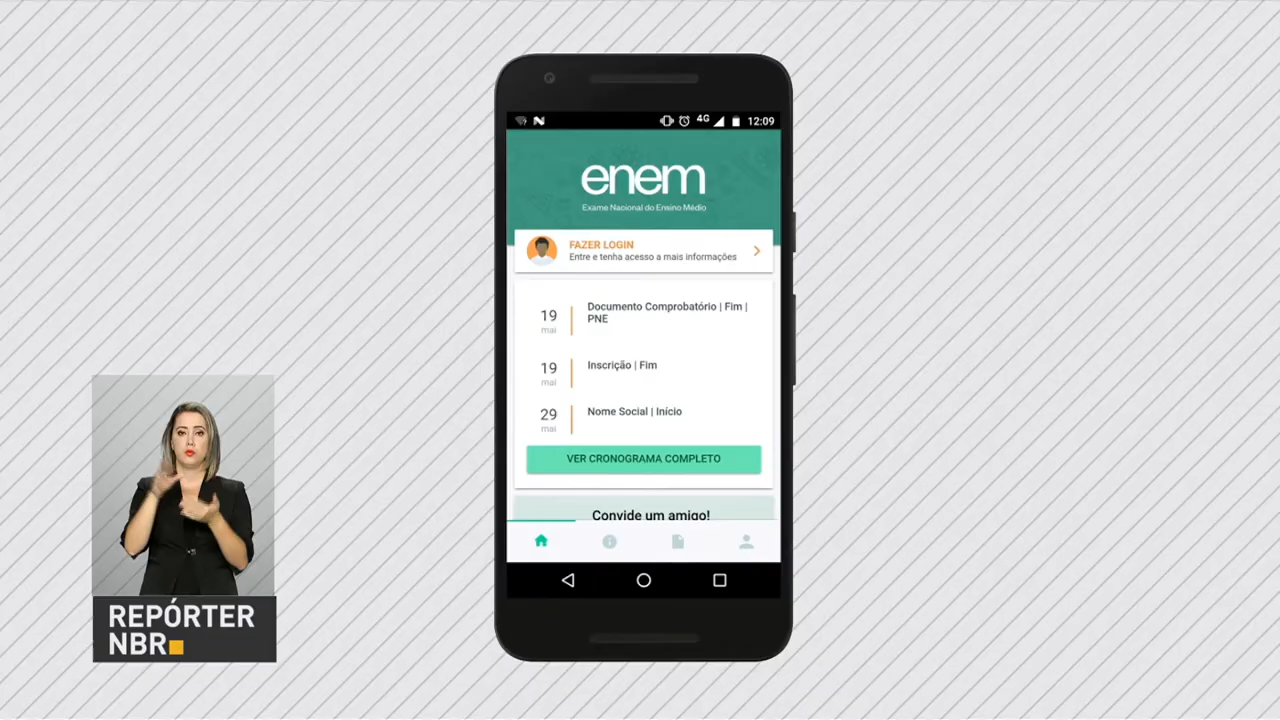 4G 12:09
enem
Exame Nacional do Ensino Médio
FAZER LOGIN
Entre e tenha acesso a mais informações
19
mai
Documento Comprobatório | Fim |
PNE
19
mai
Inscrição | Fim
29
mai
Nome Social | Início
VER CRONOGRAMA COMPLETO
Convide um amigo!
REPÓRTER
NBR